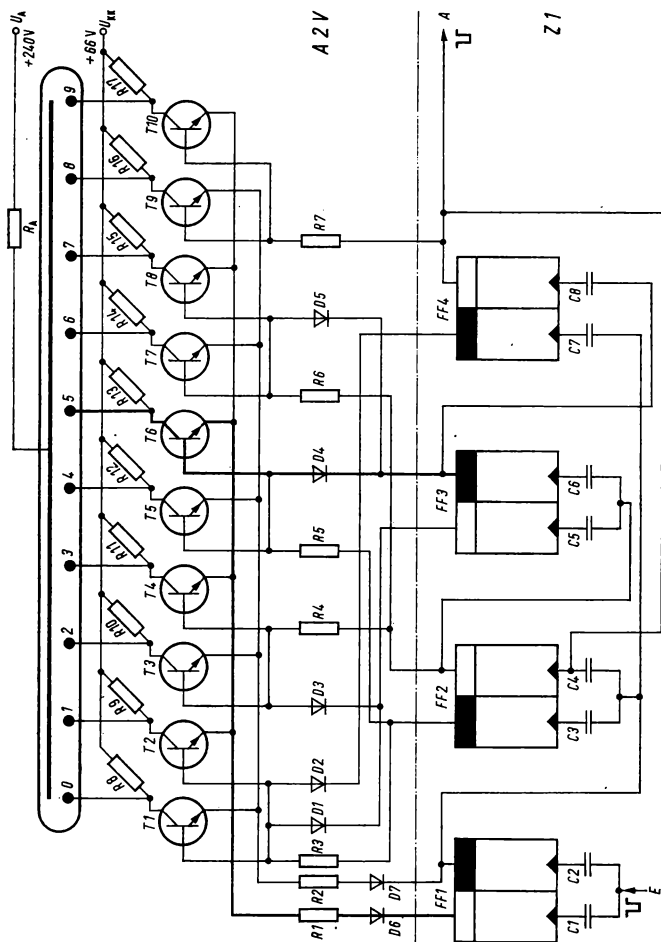 U_A
+240V
R_A
+66V U_KK
0 1 2 3 4 5 6 7 8 9
R8 R9 R10 R11 R12 R13 R14 R15 R16 R17
T1 T2 T3 T4 T5 T6 T7 T8 T9 T10
A2V
R1 R2 R3 D1 D2 D3 R4 R5 D4 R6 D5 R7
D6 D7
A
Z1
FF1 FF2 FF3 FF4
C1 C2 C3 C4 C5 C6 C7 C8
E